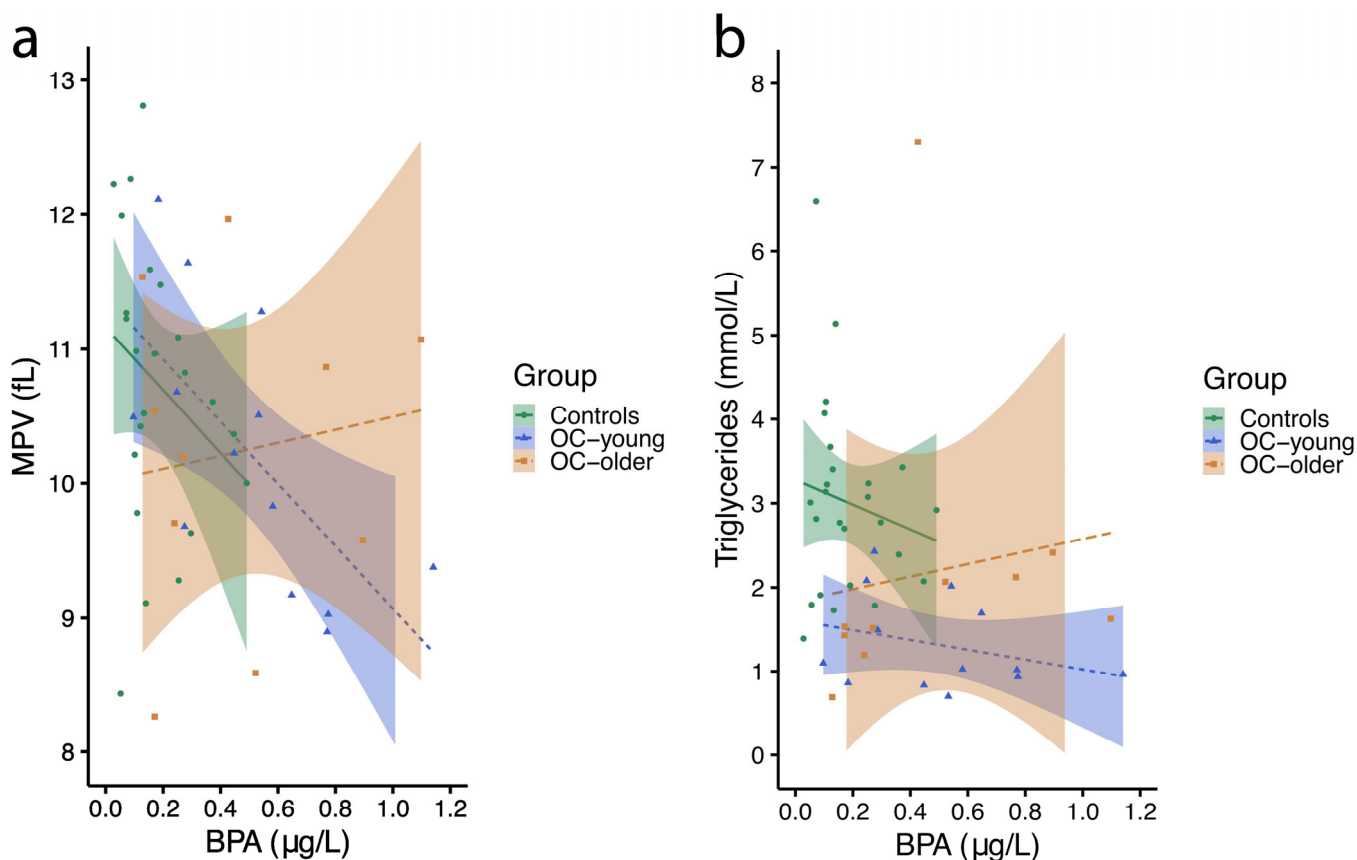 a
13
12
11
10
9
8
MPV (fL)
0.0 0.2 0.4 0.6 0.8 1.0 1.2
BPA (µg/L)
Group
Controls
OC–young
OC–older
b
8
7
6
5
4
3
2
1
0
Triglycerides (mmol/L)
0.0 0.2 0.4 0.6 0.8 1.0 1.2
BPA (µg/L)
Group
Controls
OC–young
OC–older